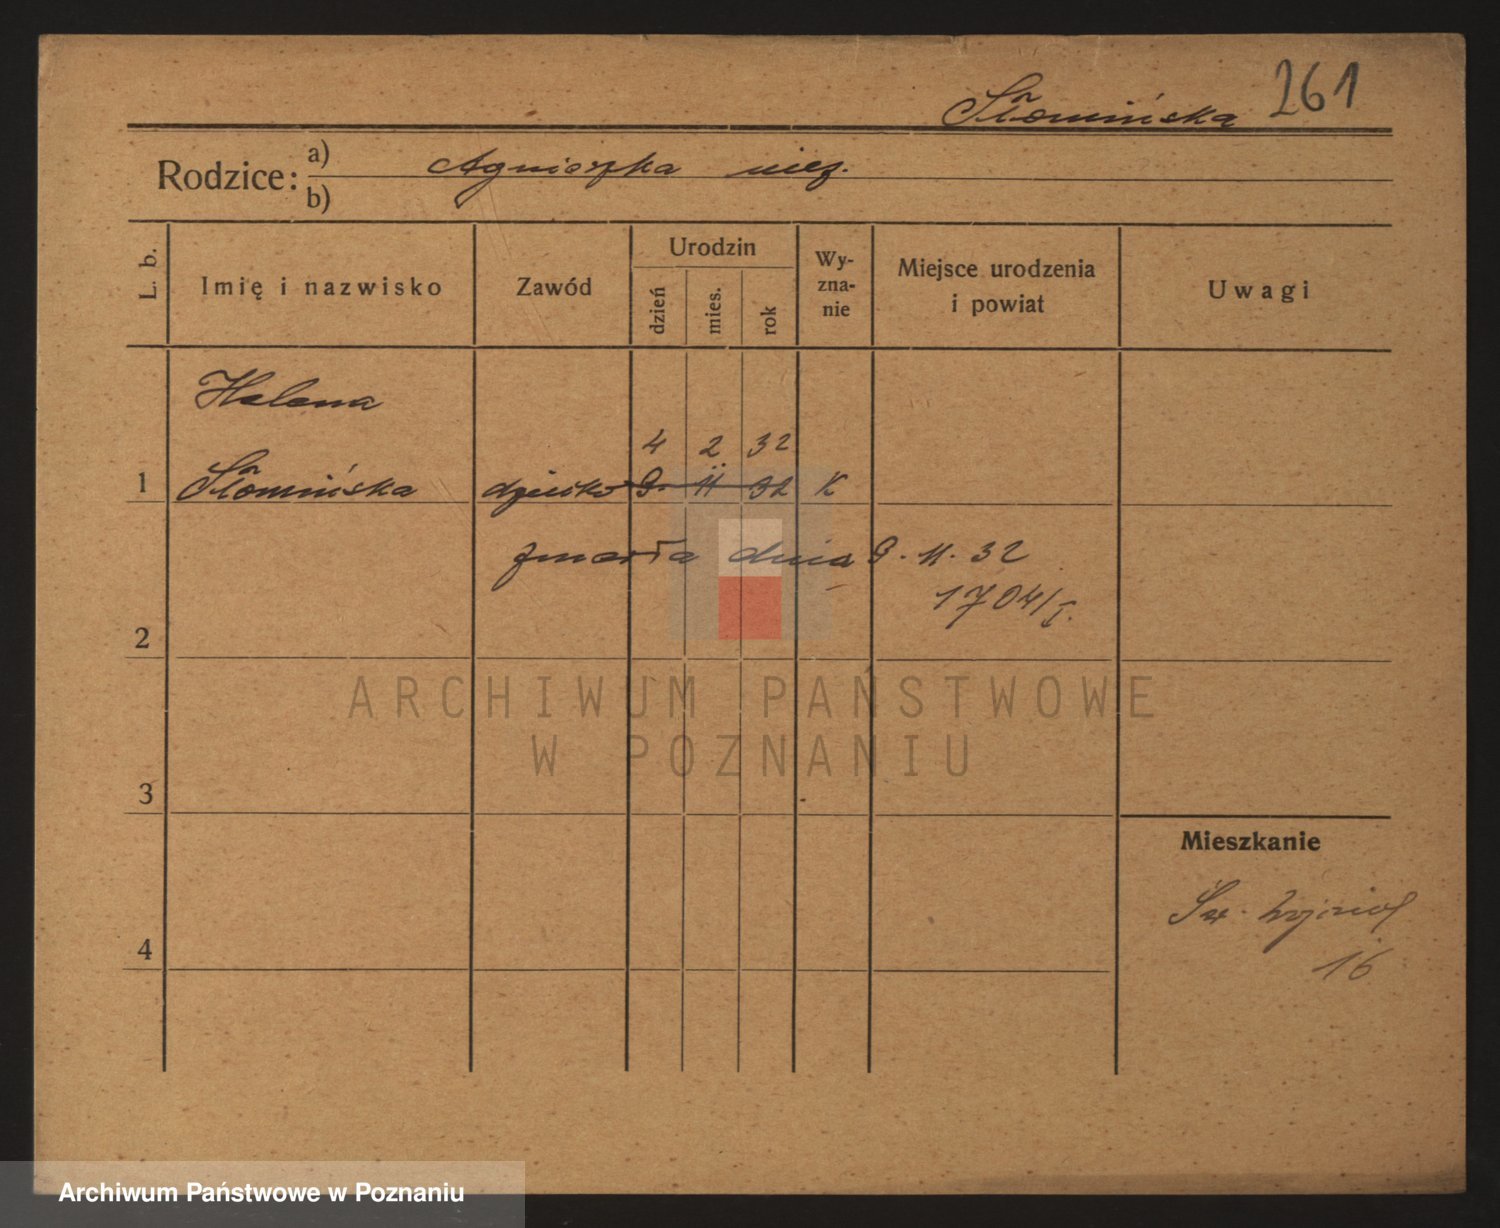 Słomińska 261
Rodzice: a) Agnieszka niez.
b)
L. b. Imię i nazwisko Zawód Urodzin dzień mies. rok Wy-zna-nie Miejsce urodzenia i powiat Uwagi
Helena
4 2 32
1 Słomińska dziecko 9. 11 32 K
zmarła dnia 9. 11. 32
1704/I.
2
ARCHIWUM PAŃSTWOWE
W POZNANIU
3
Mieszkanie
Św. Wojciech
16
4
Archiwum Państwowe w Poznaniu